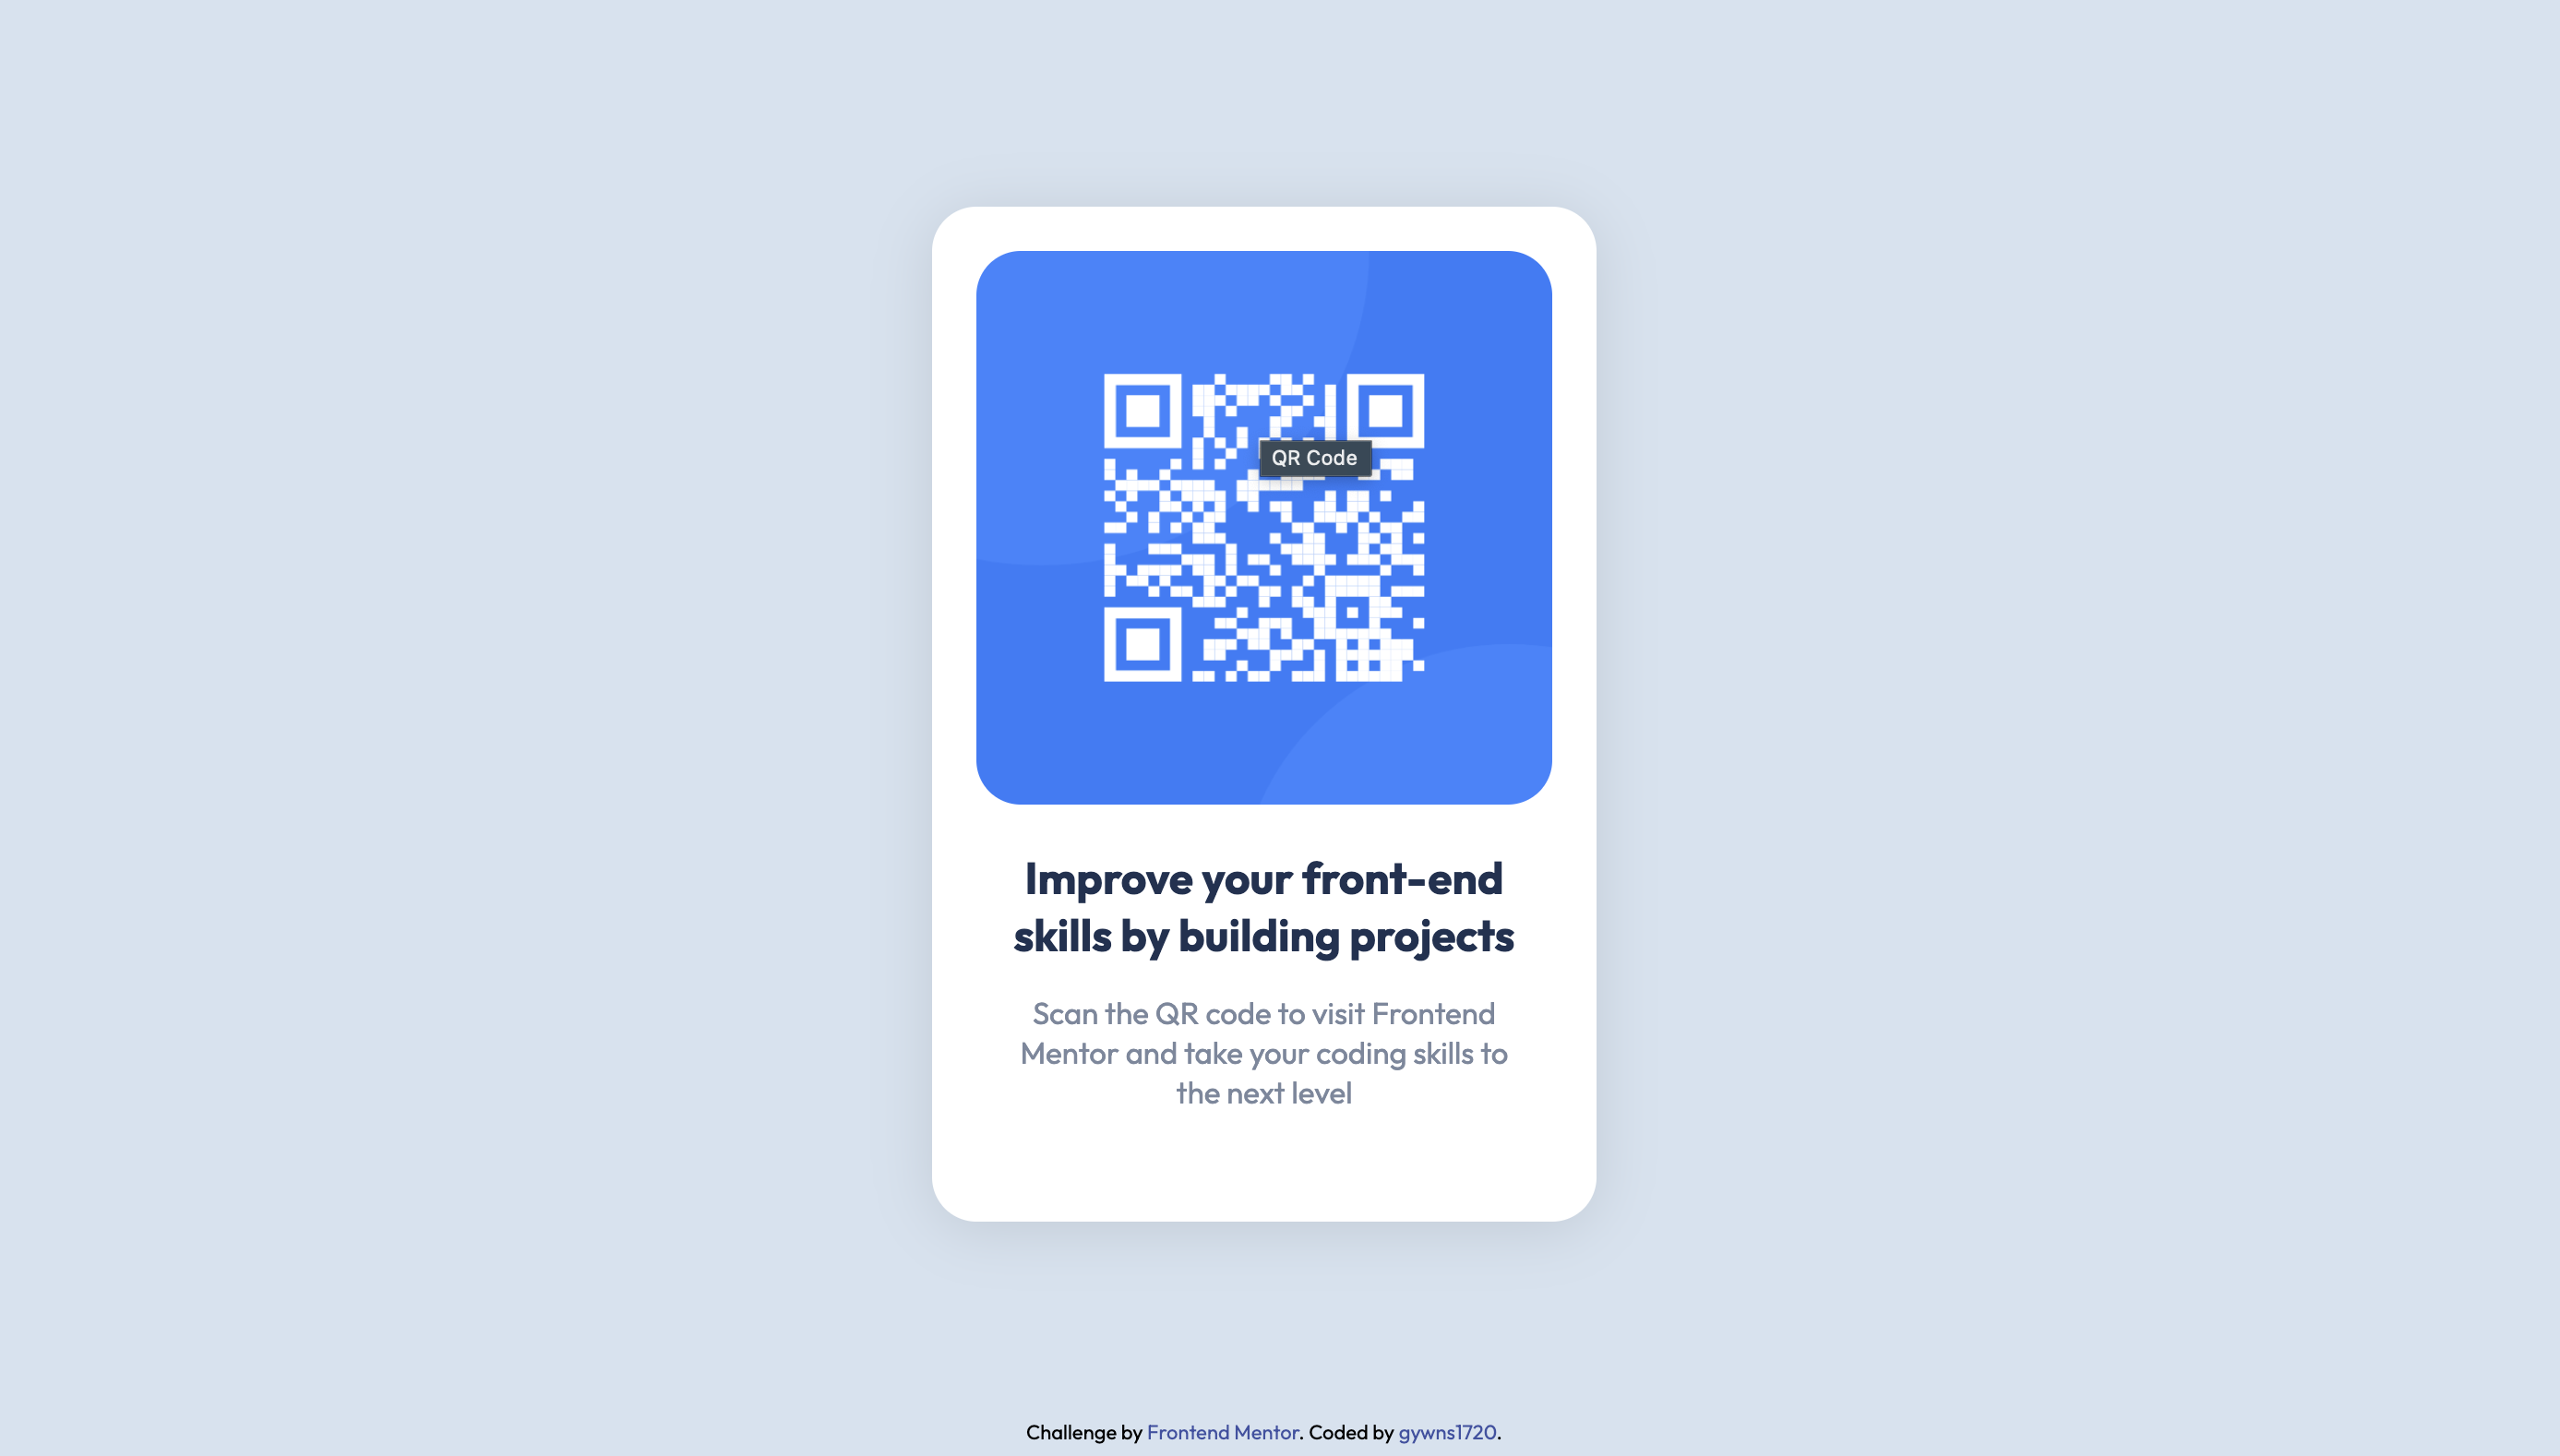 QR Code
Improve your front-end
skills by building projects
Scan the QR code to visit Frontend
Mentor and take your coding skills to
the next level
Challenge by Frontend Mentor. Coded by gywns1720.